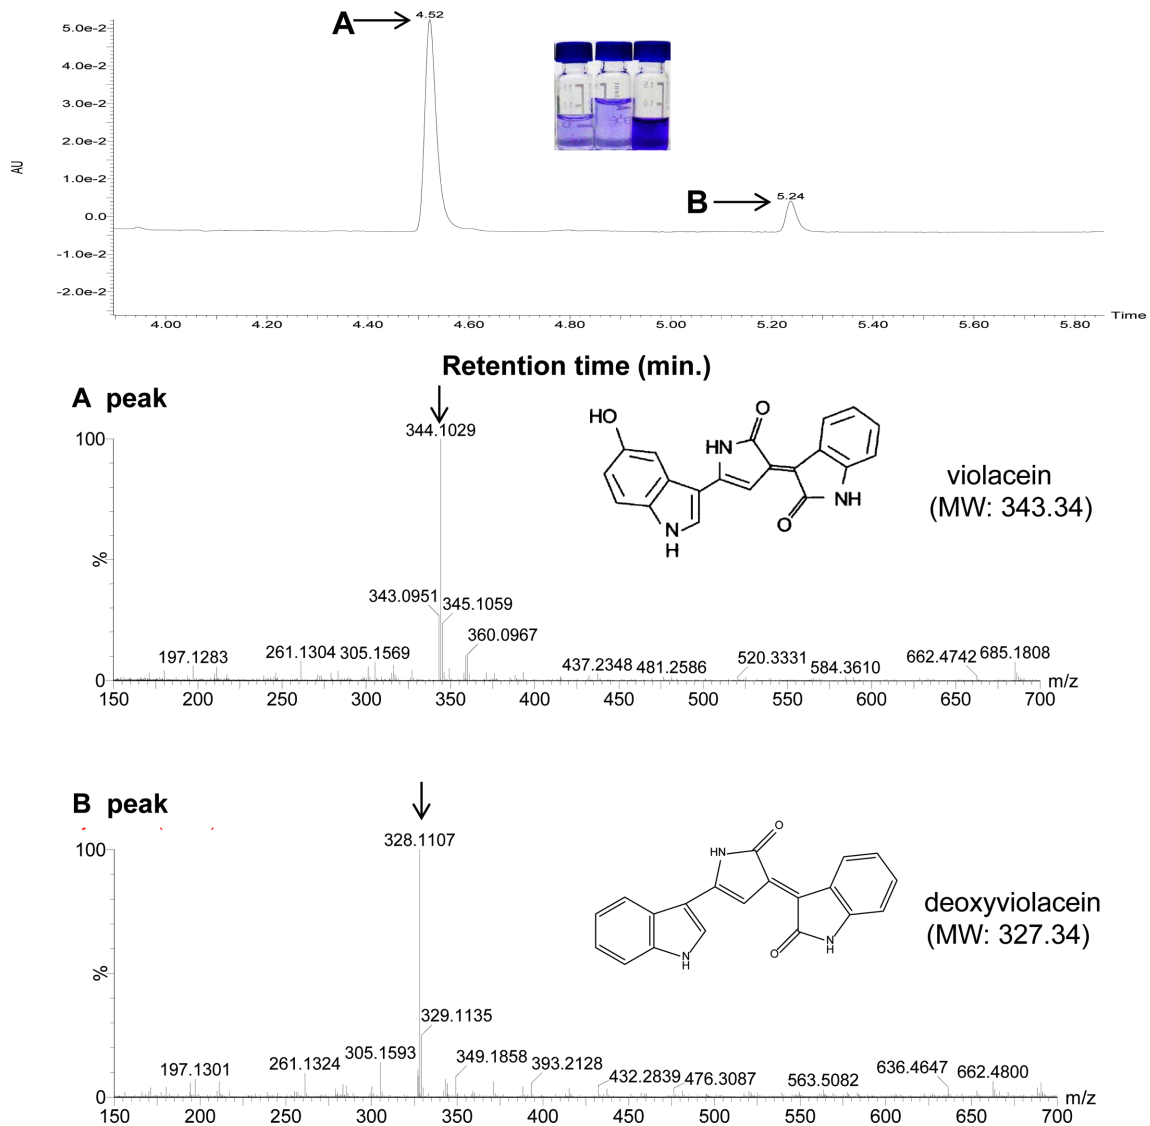 A
4.52
5.0e-2
4.0e-2
3.0e-2
2.0e-2
1.0e-2
0.0
-1.0e-2
-2.0e-2
AU
B
5.24
4.00 4.20 4.40 4.60 4.80 5.00 5.20 5.40 5.60 5.80 Time
Retention time (min.)
A peak
344.1029
100
%
0
343.0951
345.1059
360.0967
197.1283
261.1304
305.1569
437.2348
481.2586
520.3331
584.3610
662.4742
685.1808
m/z
150 200 250 300 350 400 450 500 550 600 650 700
HO
NH
O
O
NH
N
H
violacein
(MW: 343.34)
B peak
328.1107
100
%
0
329.1135
305.1593
349.1858
393.2128
197.1301
261.1324
432.2839
476.3087
563.5082
636.4647
662.4800
m/z
150 200 250 300 350 400 450 500 550 600 650 700
HN
O
O
N
H
N
H
deoxyviolacein
(MW: 327.34)